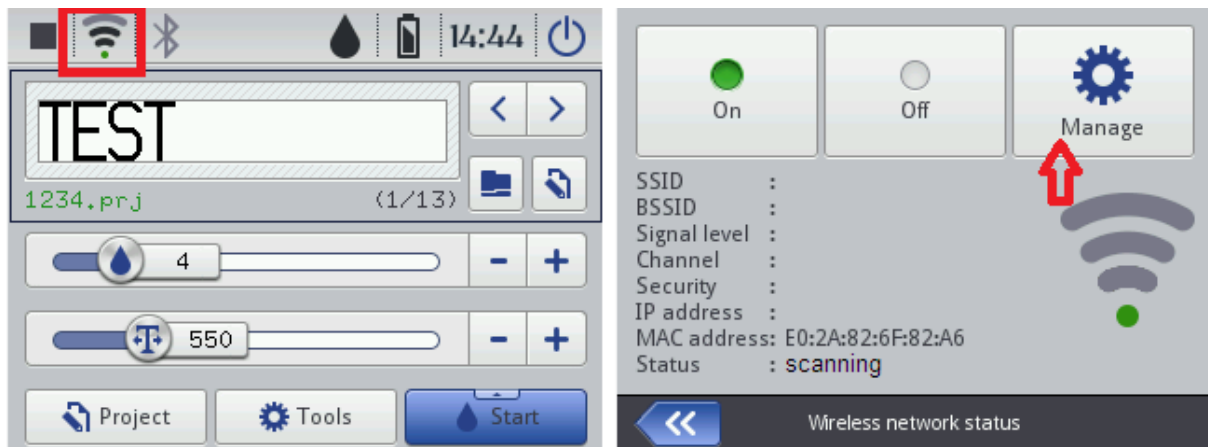 14:44
TEST
1234.prj (1/13)
4
550
Project Tools Start
On Off Manage
SSID :
BSSID :
Signal level :
Channel :
Security :
IP address :
MAC address: E0:2A:82:6F:82:A6
Status : scanning
Wireless network status